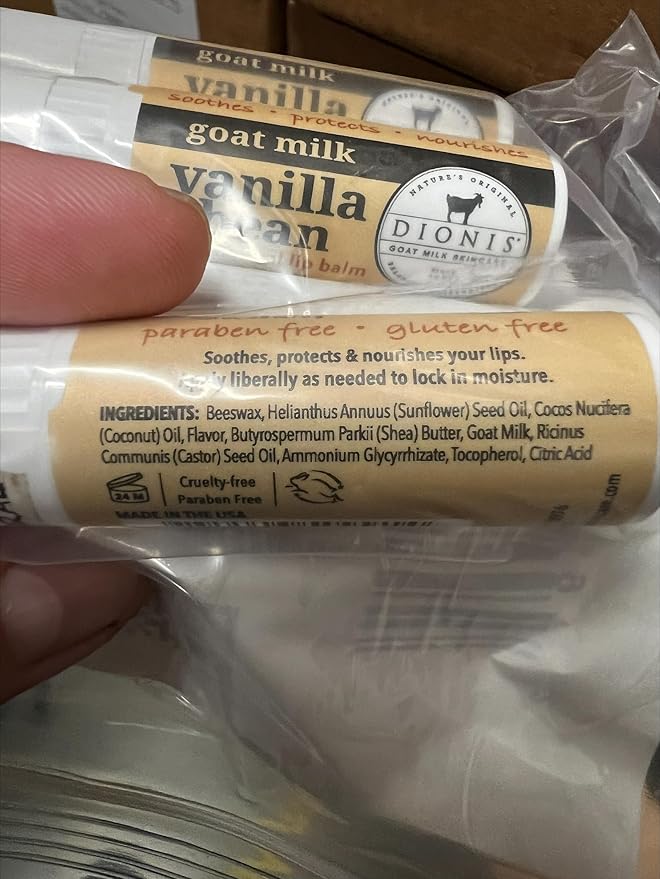 goat milk
vanilla
soothes • protects • nourishes
goat milk
vanilla
bean
lip balm
NATURE'S ORIGINAL
DIONIS
GOAT MILK SKINCARE
paraben free • gluten free
Soothes, protects & nourishes your lips.
liberally as needed to lock in moisture.
INGREDIENTS: Beeswax, Helianthus Annuus (Sunflower) Seed Oil, Cocos Nucifera
(Coconut) Oil, Flavor, Butyrospermum Parkii (Shea) Butter, Goat Milk, Ricinus
Communis (Castor) Seed Oil, Ammonium Glycyrrhizate, Tocopherol, Citric Acid
24 M
Cruelty-free
Paraben Free
MADE IN THE USA
.com